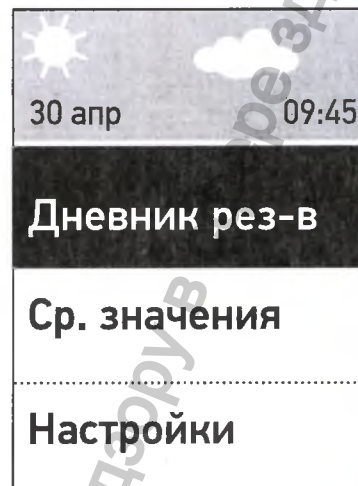 30 апр 09:45
Дневник рез-в
Ср. значения
Настройки